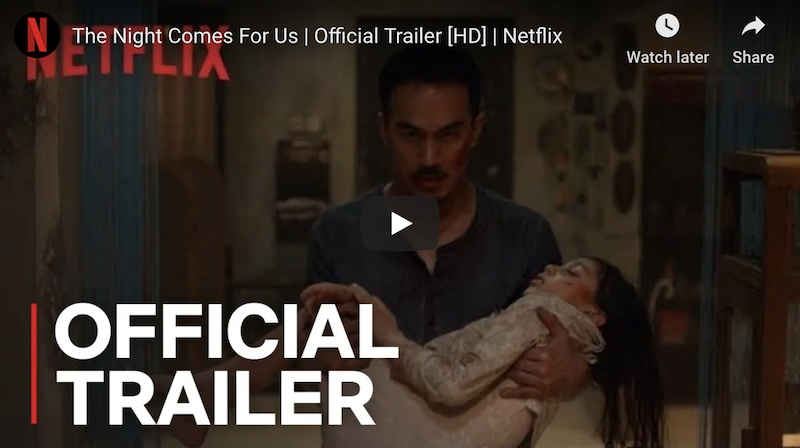 N
The Night Comes For Us | Official Trailer [HD] | Netflix
Watch later
Share
NETFLIX
OFFICIAL
TRAILER